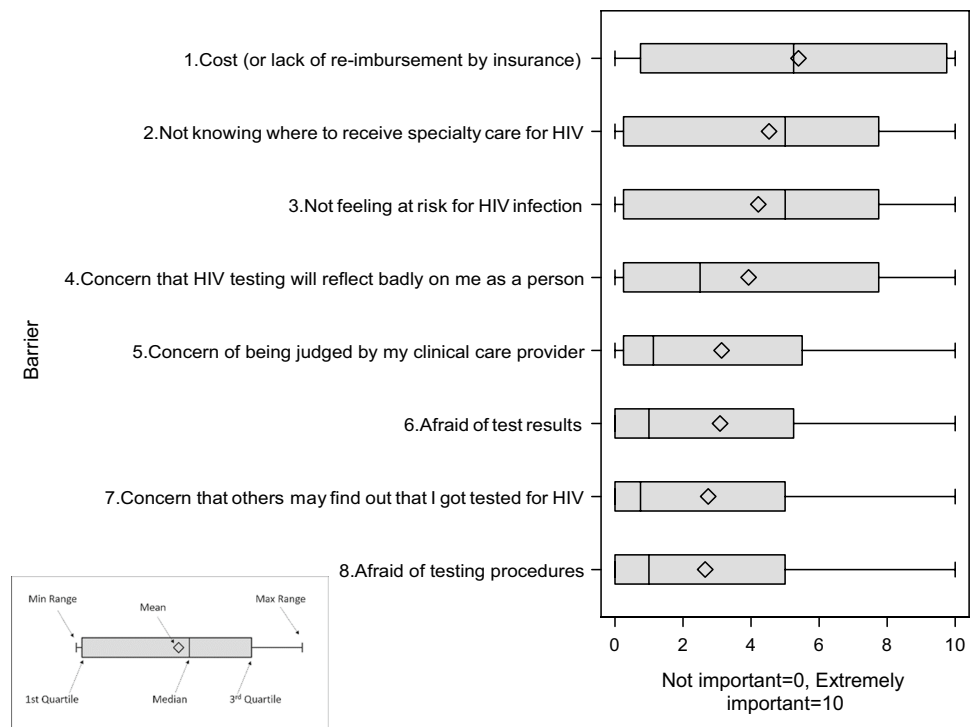 1.Cost (or lack of re-imbursement by insurance)
2.Not knowing where to receive specialty care for HIV
3.Not feeling at risk for HIV infection
4.Concern that HIV testing will reflect badly on me as a person
5.Concern of being judged by my clinical care provider
6.Afraid of test results
7.Concern that others may find out that I got tested for HIV
8.Afraid of testing procedures
Barrier
0 2 4 6 8 10
Not important=0, Extremely
important=10
Min Range
Mean
Max Range
1st Quartile
Median
3rd Quartile